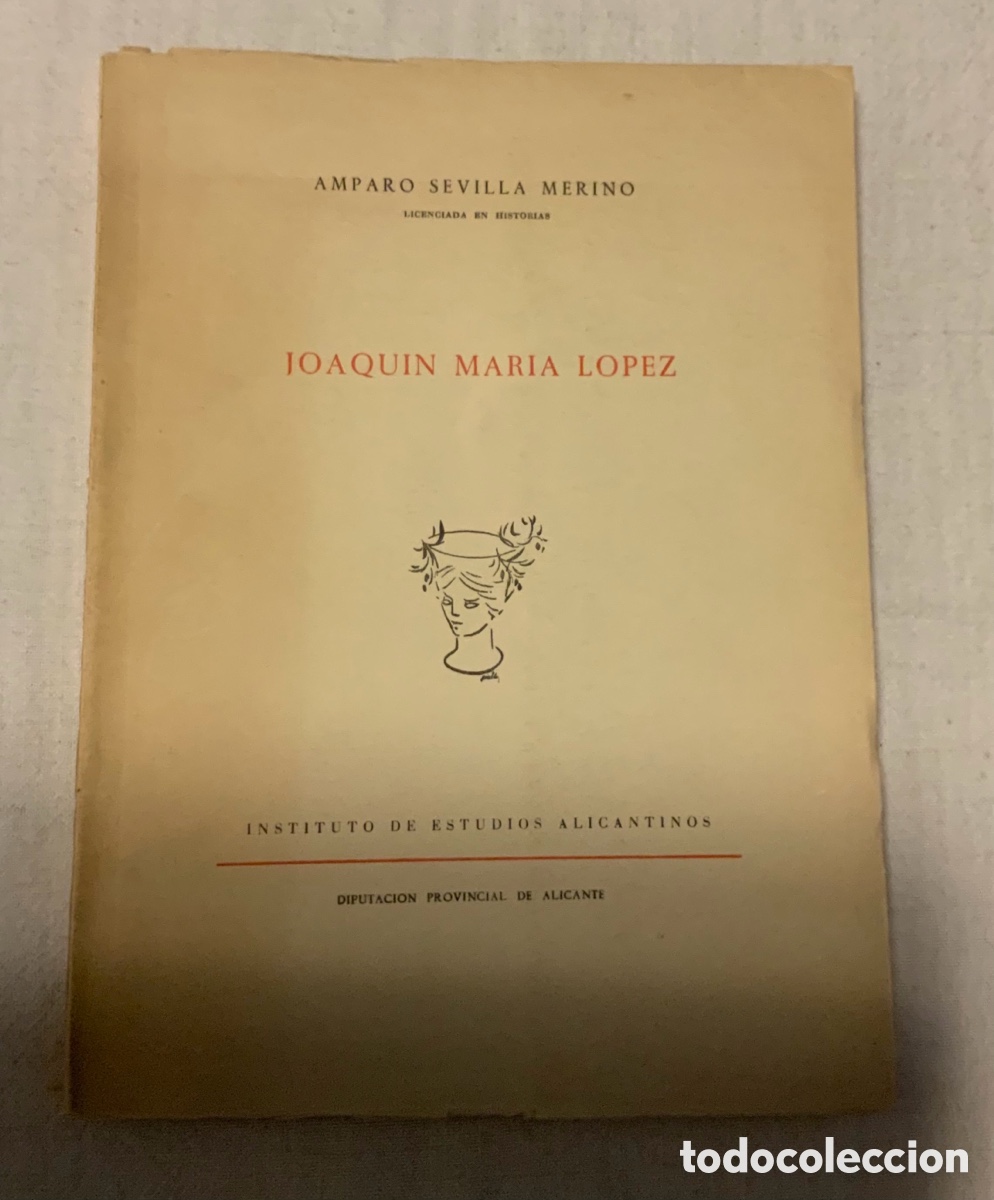 AMPARO SEVILLA MERINO
LICENCIADA EN HISTORIAS
JOAQUIN MARIA LOPEZ
INSTITUTO DE ESTUDIOS ALICANTINOS
DIPUTACION PROVINCIAL DE ALICANTE
todocoleccion